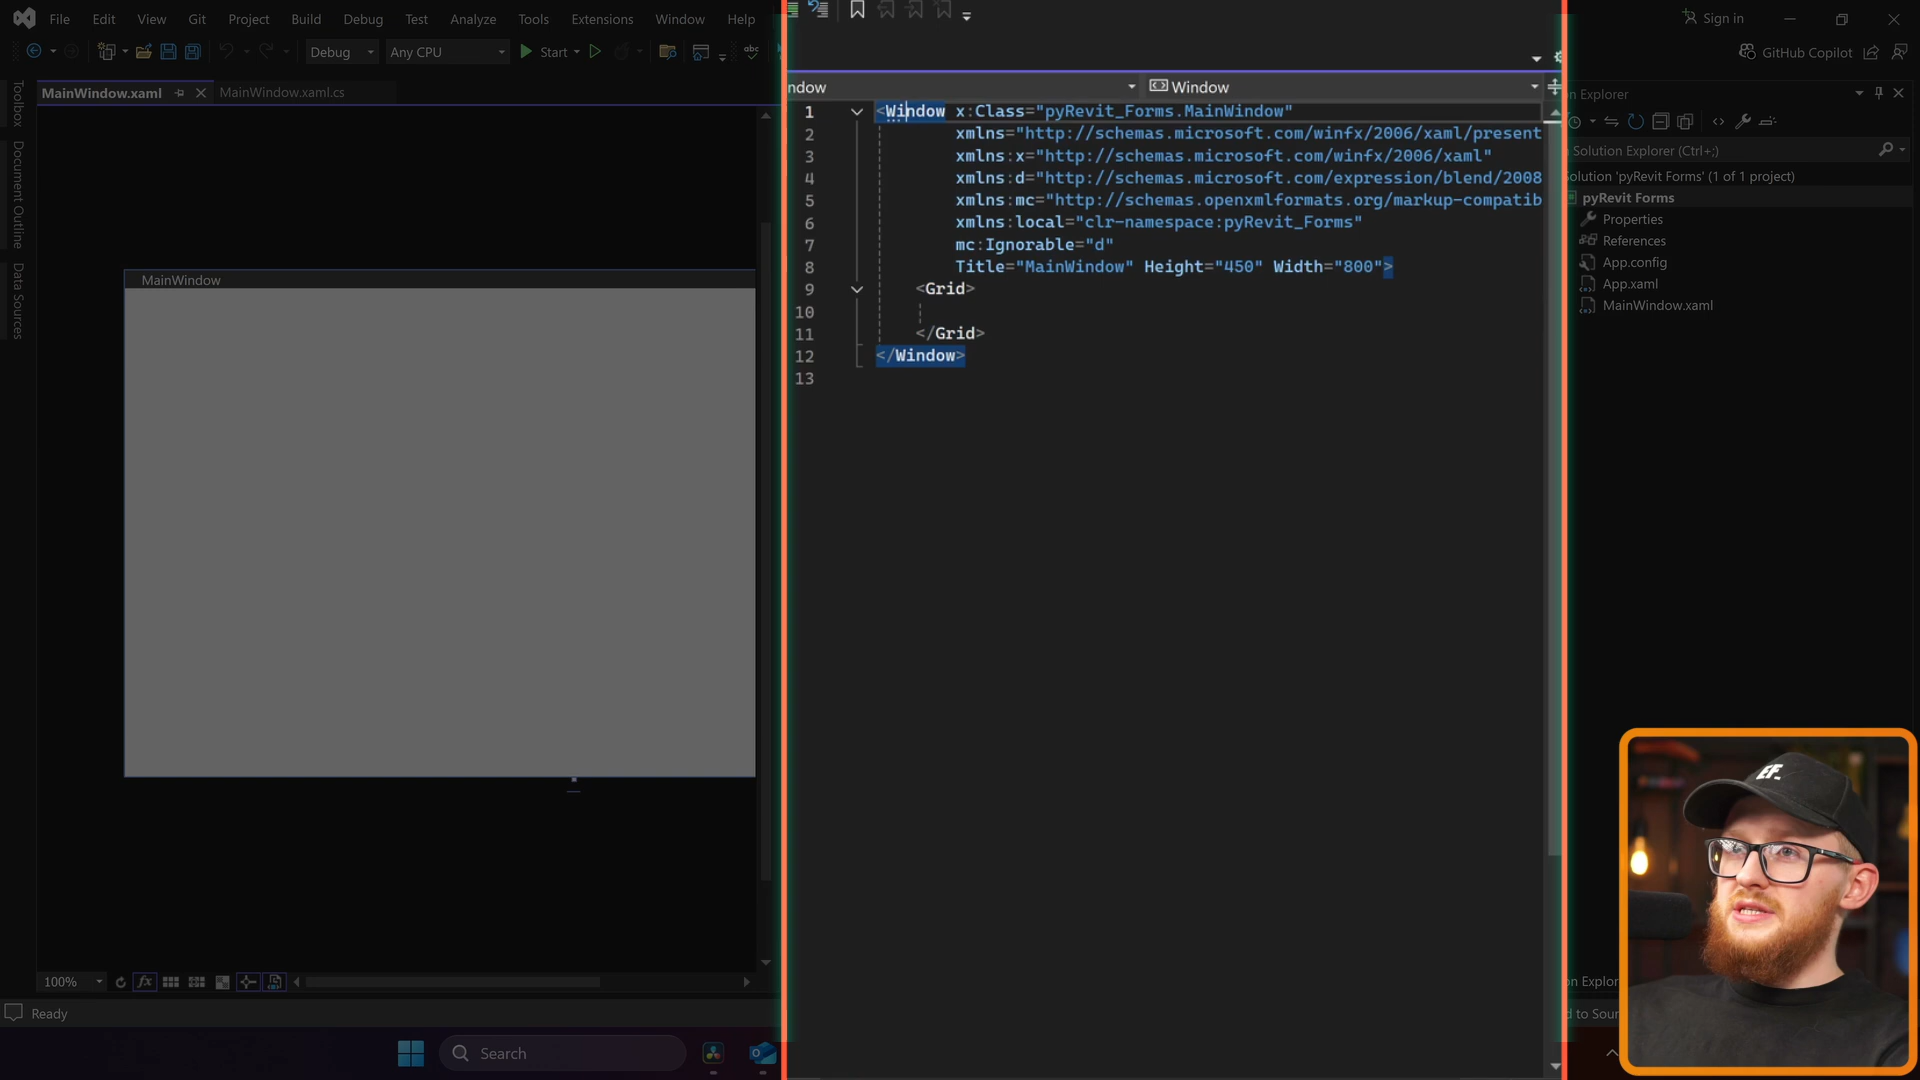 File Edit View Git Project Build Debug Test Analyze Tools Extensions Window Help
Sign in
Debug Any CPU Start
GitHub Copilot
MainWindow.xaml
MainWindow.xaml.cs
Toolbox
Document Outline
Data Sources
MainWindow
100%
Ready
Search
ndow
Window
1 <Window x:Class="pyRevit_Forms.MainWindow"
2 xmlns="http://schemas.microsoft.com/winfx/2006/xaml/present
3 xmlns:x="http://schemas.microsoft.com/winfx/2006/xaml"
4 xmlns:d="http://schemas.microsoft.com/expression/blend/2008
5 xmlns:mc="http://schemas.openxmlformats.org/markup-compatib
6 xmlns:local="clr-namespace:pyRevit_Forms"
7 mc:Ignorable="d"
8 Title="MainWindow" Height="450" Width="800">
9 <Grid>
10
11 </Grid>
12 </Window>
13
on Explorer
Solution Explorer (Ctrl+;)
Solution 'pyRevit Forms' (1 of 1 project)
pyRevit Forms
Properties
References
App.config
App.xaml
MainWindow.xaml
on Explor
d to Sour
EF.